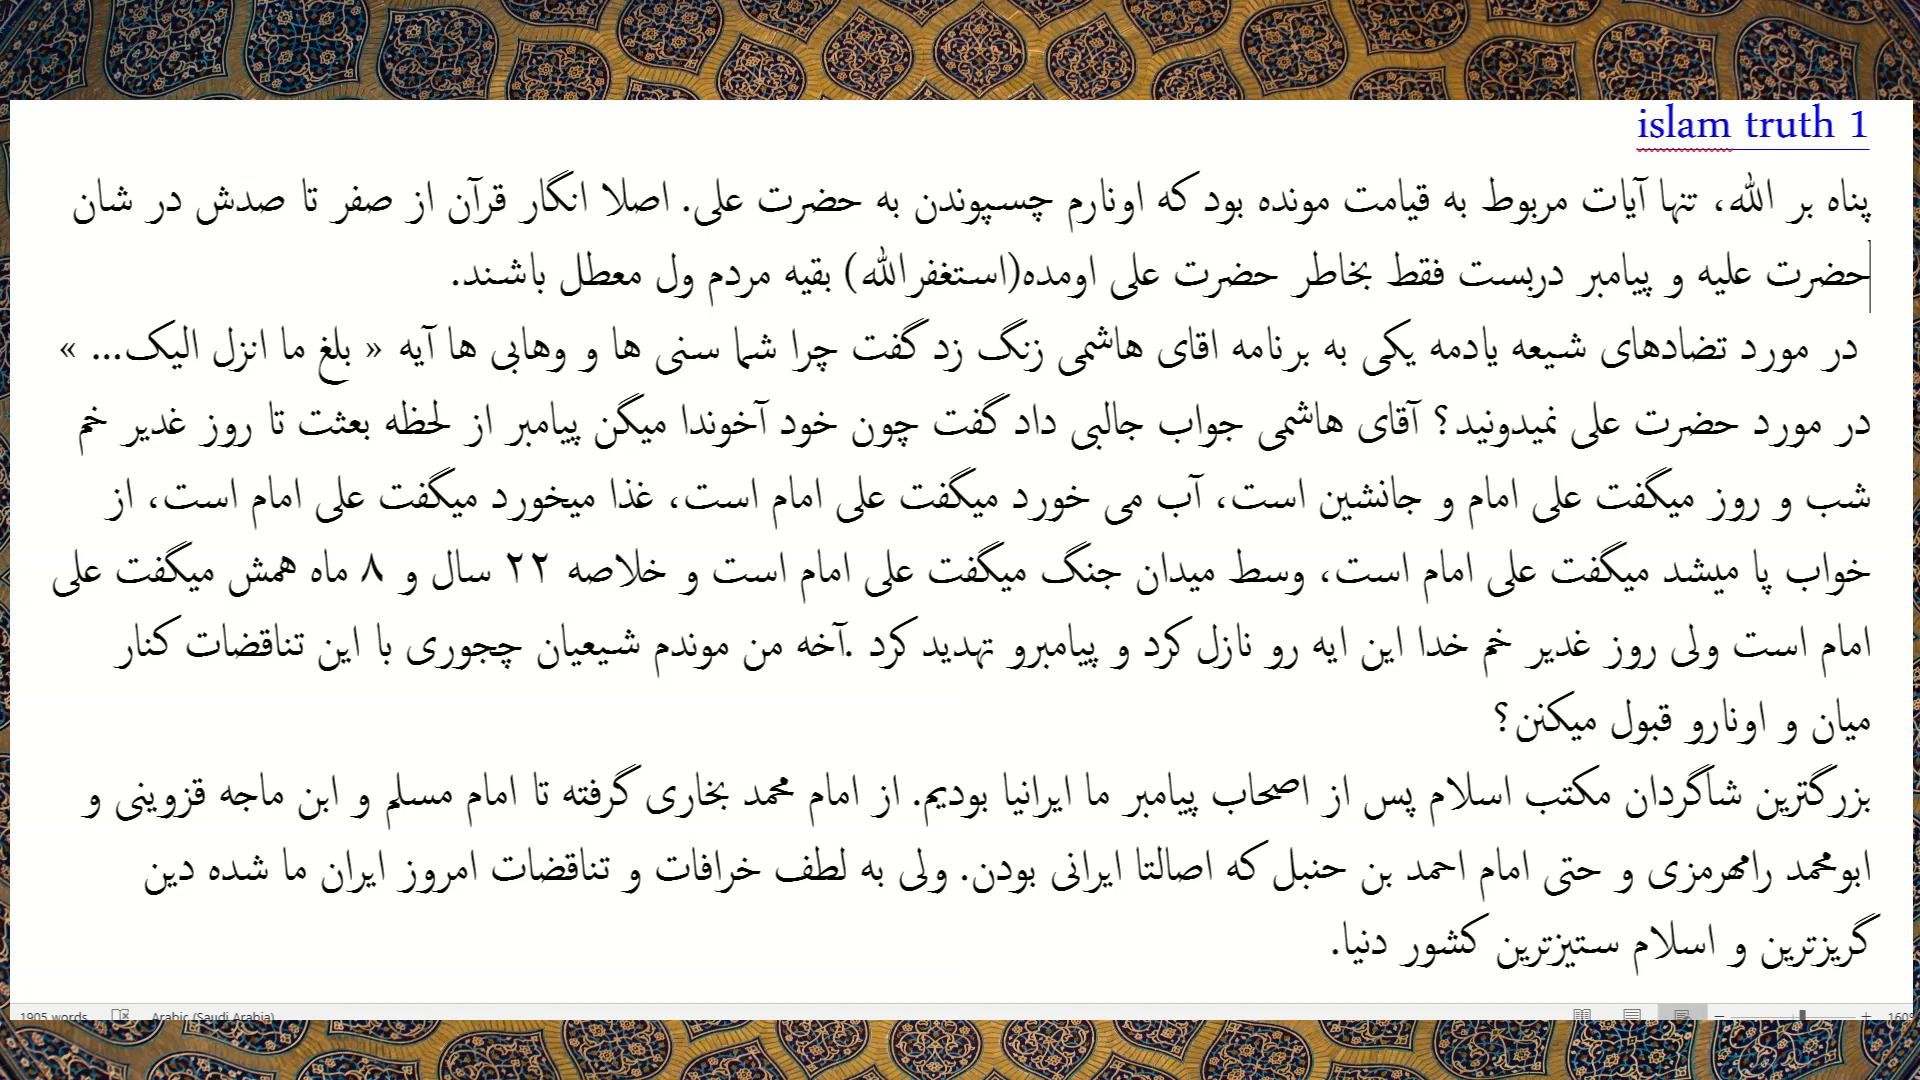 islam truth 1
پناه بر الله، تنها آیات مربوط به قیامت مونده بود که اونارم چسپوندن به حضرت علی. اصلا انگار قرآن از صفر تا صدش در شان
حضرت علیه و پیامبر دربست فقط بخاطر حضرت علی اومده(استغفرالله) بقیه مردم ول معطل باشند.
در مورد تضادهای شیعه یادمه یکی به برنامه اقای هاشمی زنگ زد گفت چرا شما سنی ها و وهابی ها آیه « بلغ ما انزل الیک... »
در مورد حضرت علی نمیدونید؟ آقای هاشمی جواب جالبی داد گفت چون خود آخوندا میگن پیامبر از لحظه بعثت تا روز غدیر خم
شب و روز میگفت علی امام و جانشین است، آب می خورد میگفت علی امام است، غذا میخورد میگفت علی امام است، از
خواب پا میشد میگفت علی امام است، وسط میدان جنگ میگفت علی امام است و خلاصه ۲۲ سال و ۸ ماه همش میگفت علی
امام است ولی روز غدیر خم خدا این ایه رو نازل کرد و پیامبرو تهدید کرد .آخه من موندم شیعیان چجوری با این تناقضات کنار
میان و اونارو قبول میکنن؟
بزرگترین شاگردان مکتب اسلام پس از اصحاب پیامبر ما ایرانیا بودیم. از امام محمد بخاری گرفته تا امام مسلم و ابن ماجه قزوینی و
ابومحمد رامهرمزی و حتی امام احمد بن حنبل که اصالتا ایرانی بودن. ولی به لطف خرافات و تناقضات امروز ایران ما شده دین
گریزترین و اسلام ستیزترین کشور دنیا.
1905 words Arabic (Saudi Arabia)